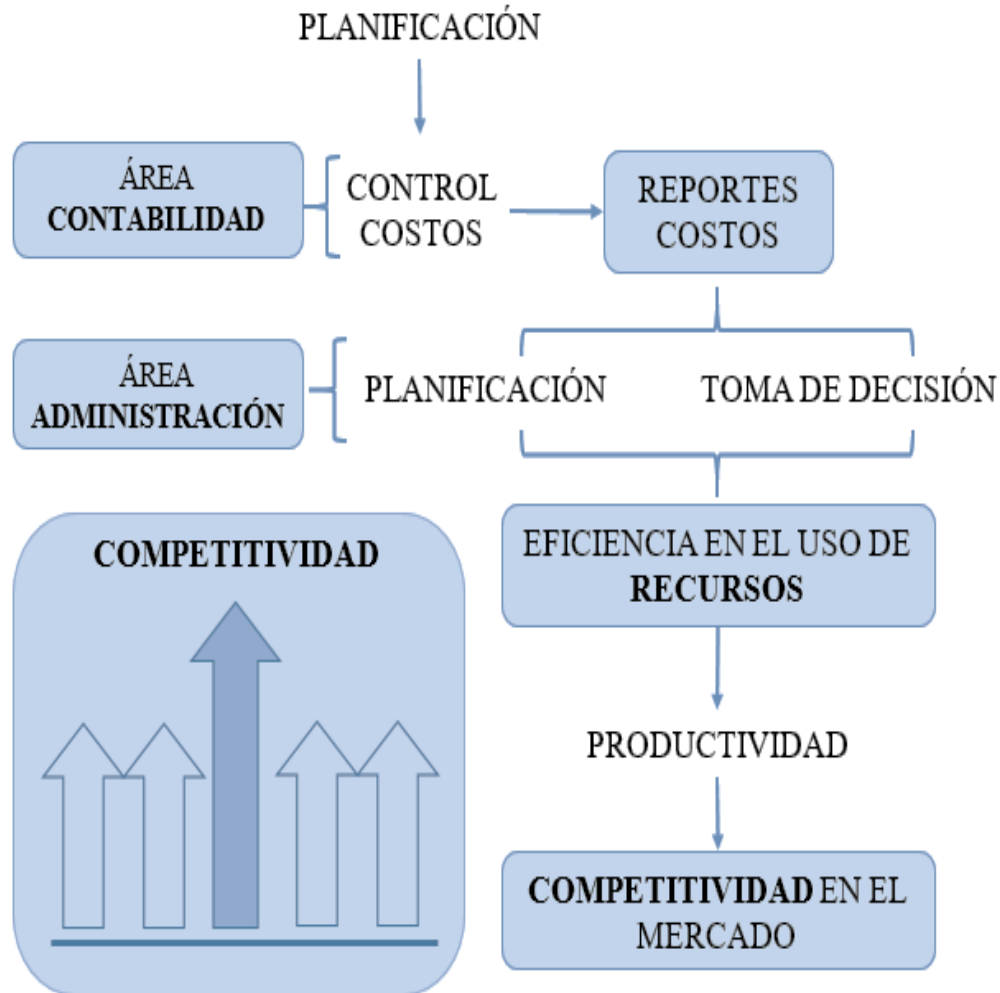 PLANIFICACIÓN
ÁREA
CONTABILIDAD
CONTROL
COSTOS
REPORTES
COSTOS
ÁREA
ADMINISTRACIÓN
PLANIFICACIÓN
TOMA DE DECISIÓN
COMPETITIVIDAD
EFICIENCIA EN EL USO DE
RECURSOS
PRODUCTIVIDAD
COMPETITIVIDAD EN EL
MERCADO